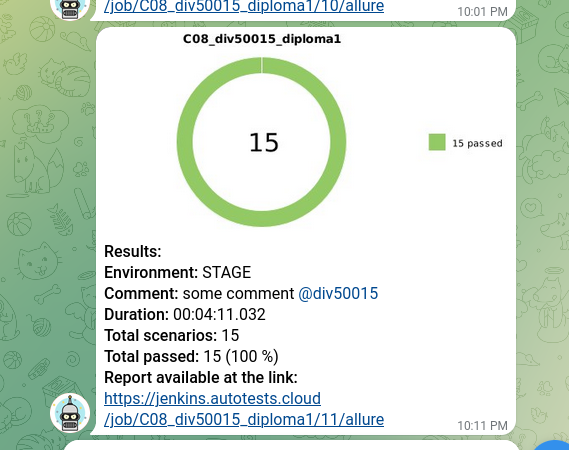 /job/C08_div50015_diploma1/10/allure
10:01 PM
C08_div50015_diploma1
15
15 passed
Results:
Environment: STAGE
Comment: some comment @div50015
Duration: 00:04:11.032
Total scenarios: 15
Total passed: 15 (100 %)
Report available at the link:
https://jenkins.autotests.cloud
/job/C08_div50015_diploma1/11/allure
10:11 PM